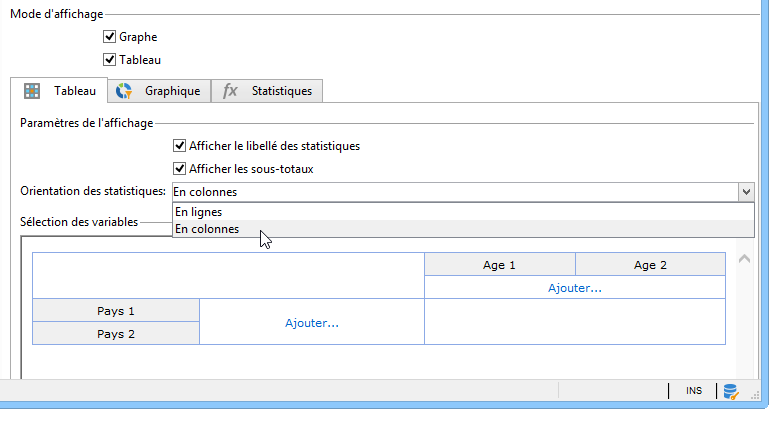 Mode d'affichage
Graphe
Tableau
Tableau Graphique fx Statistiques
Paramètres de l'affichage
Afficher le libellé des statistiques
Afficher les sous-totaux
Orientation des statistiques: En colonnes
En lignes
Sélection des variables En colonnes
Age 1 Age 2
Ajouter...
Pays 1
Ajouter...
Pays 2
INS